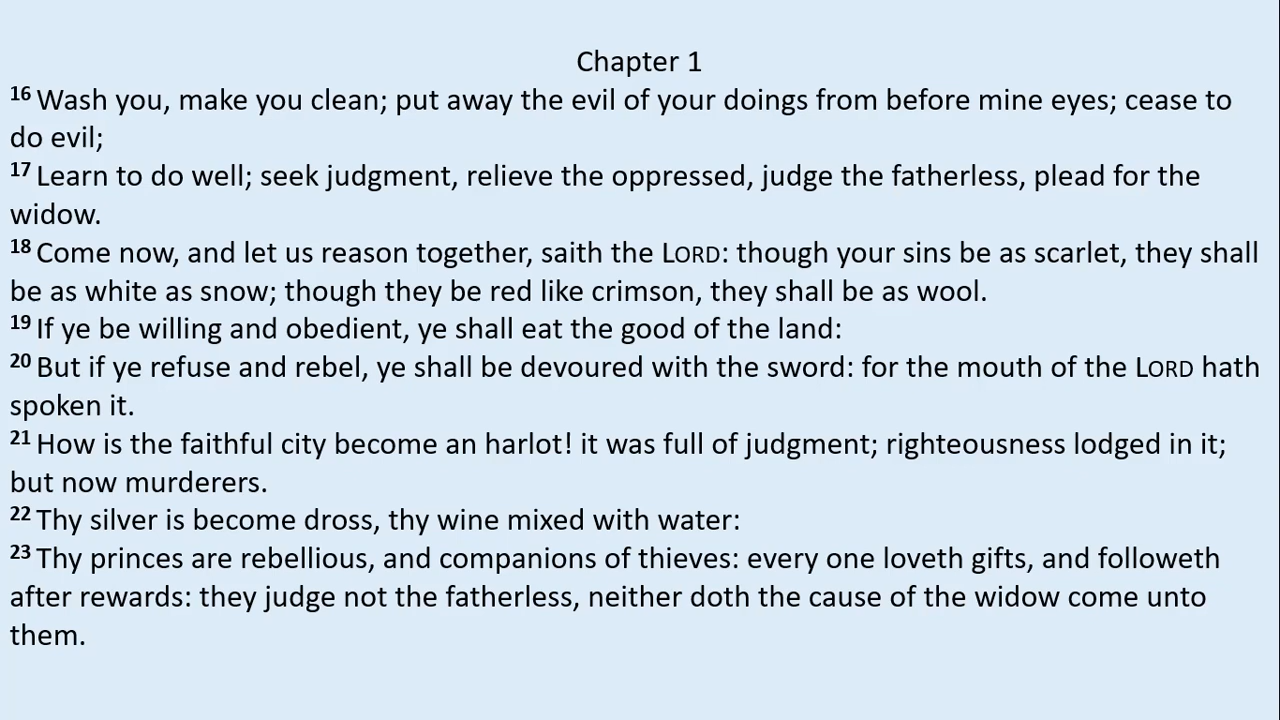 Chapter 1
16 Wash you, make you clean; put away the evil of your doings from before mine eyes; cease to
do evil;
17 Learn to do well; seek judgment, relieve the oppressed, judge the fatherless, plead for the
widow.
18 Come now, and let us reason together, saith the LORD: though your sins be as scarlet, they shall
be as white as snow; though they be red like crimson, they shall be as wool.
19 If ye be willing and obedient, ye shall eat the good of the land:
20 But if ye refuse and rebel, ye shall be devoured with the sword: for the mouth of the LORD hath
spoken it.
21 How is the faithful city become an harlot! it was full of judgment; righteousness lodged in it;
but now murderers.
22 Thy silver is become dross, thy wine mixed with water:
23 Thy princes are rebellious, and companions of thieves: every one loveth gifts, and followeth
after rewards: they judge not the fatherless, neither doth the cause of the widow come unto
them.